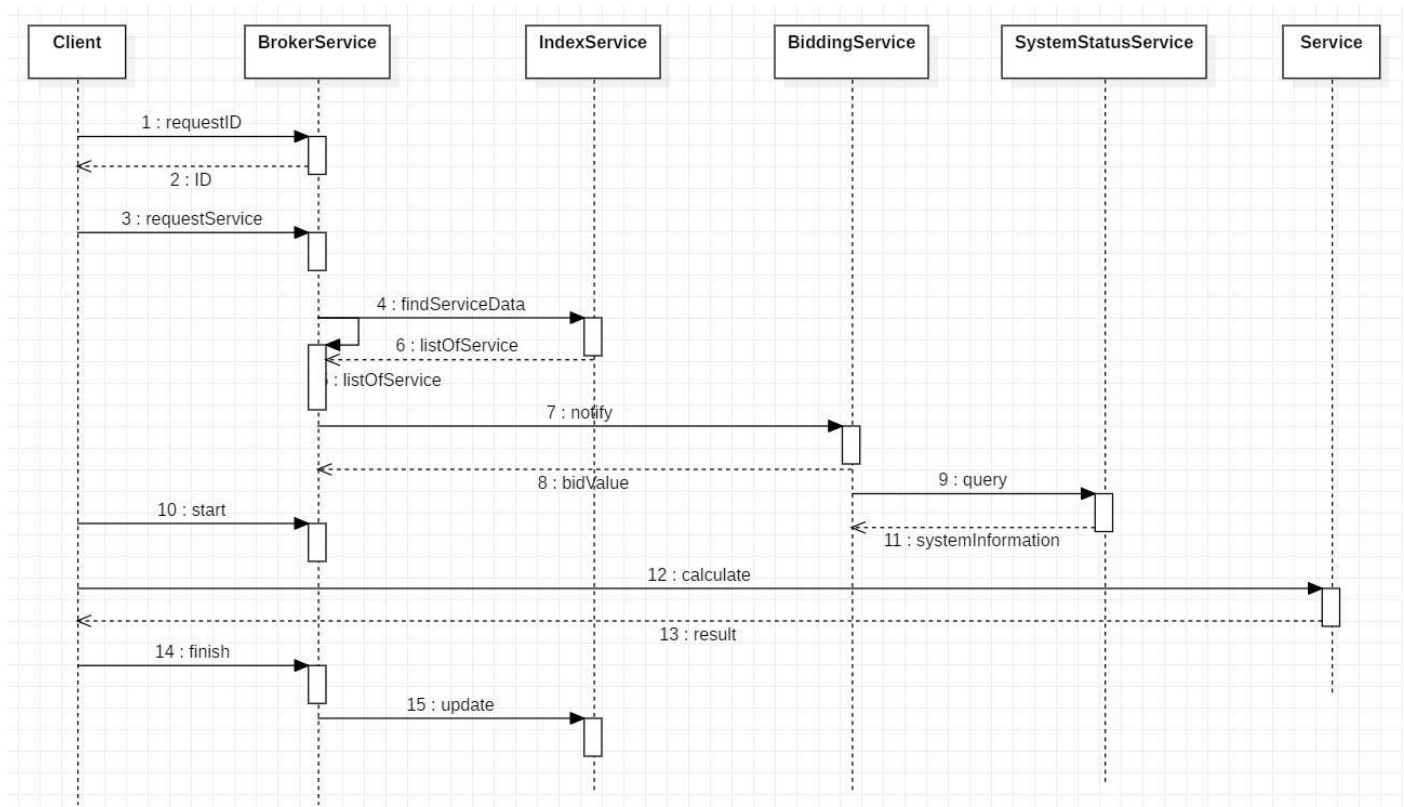 Client
BrokerService
IndexService
BiddingService
SystemStatusService
Service
1 : requestID
2 : ID
3 : requestService
4 : findServiceData
6 : listOfService
: listOfService
7 : notify
8 : bidValue
9 : query
10 : start
11 : systemInformation
12 : calculate
13 : result
14 : finish
15 : update